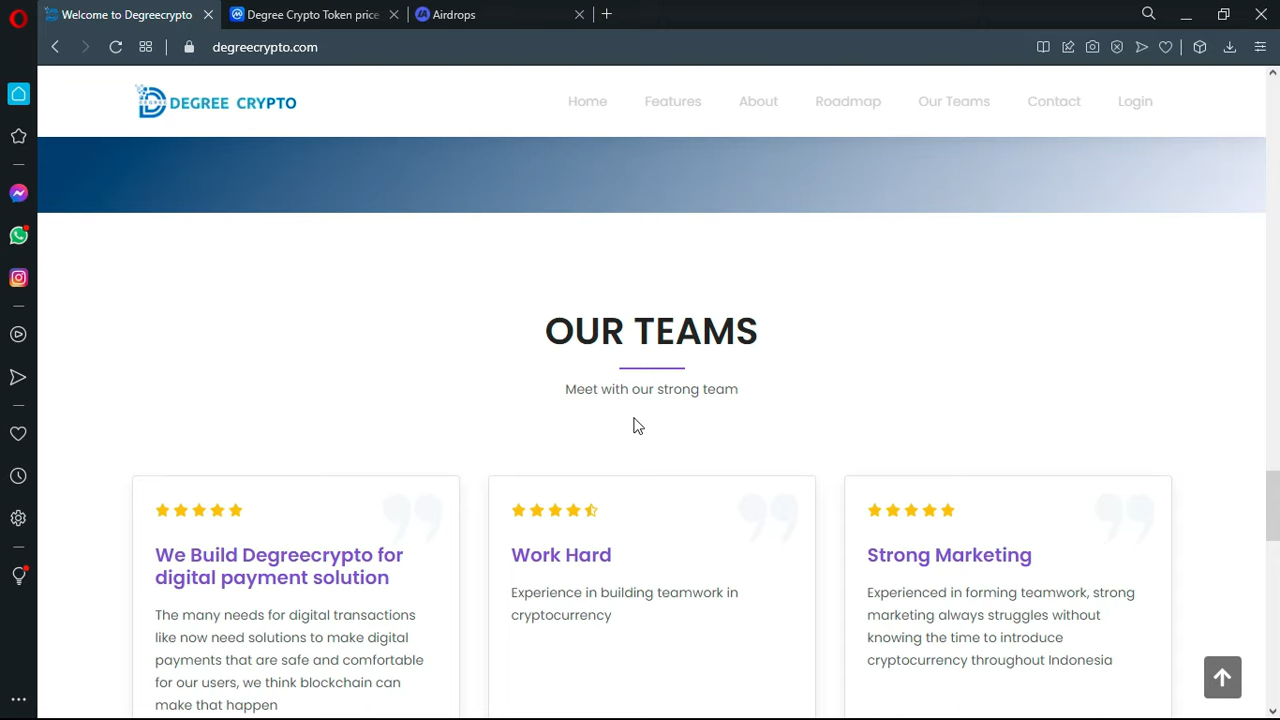 Welcome to Degreecrypto
Degree Crypto Token price
Airdrops
degreecrypto.com
DEGREE
DEGREE CRYPTO
Home
Features
About
Roadmap
Our Teams
Contact
Login
OUR TEAMS
Meet with our strong team
We Build Degreecrypto for
digital payment solution
The many needs for digital transactions
like now need solutions to make digital
payments that are safe and comfortable
for our users, we think blockchain can
make that happen
Work Hard
Experience in building teamwork in
cryptocurrency
Strong Marketing
Experienced in forming teamwork, strong
marketing always struggles without
knowing the time to introduce
cryptocurrency throughout Indonesia